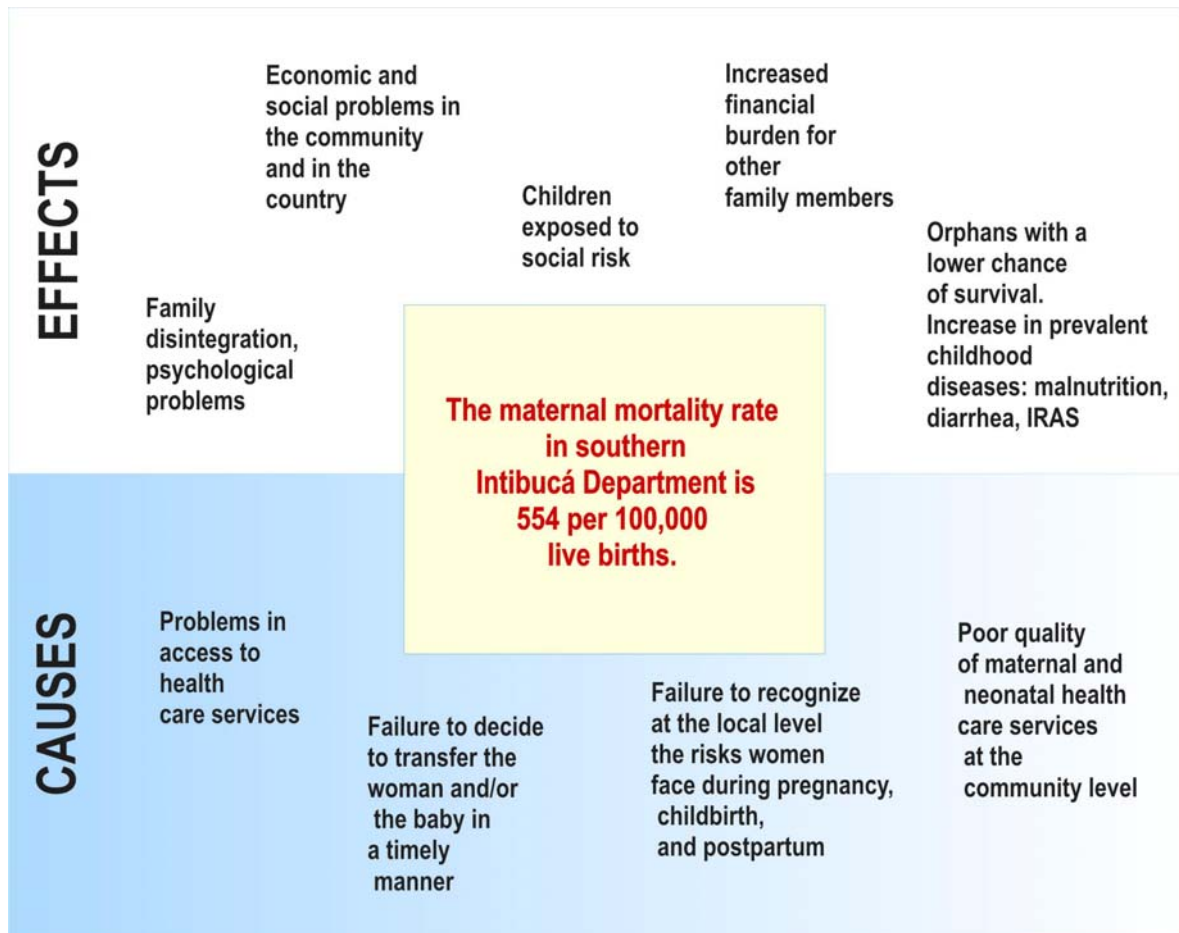 EFFECTS
Economic and
social problems in
the community
and in the
country
Increased
financial
burden for
other
family members
Children
exposed to
social risk
Orphans with a
lower chance
of survival.
Increase in prevalent
childhood
diseases: malnutrition,
diarrhea, IRAS
Family
disintegration,
psychological
problems
The maternal mortality rate
in southern
Intibucá Department is
554 per 100,000
live births.
CAUSES
Problems in
access to
health
care services
Failure to decide
to transfer the
woman and/or
the baby in
a timely
manner
Failure to recognize
at the local level
the risks women
face during pregnancy,
childbirth,
and postpartum
Poor quality
of maternal and
neonatal health
care services
at the
community level